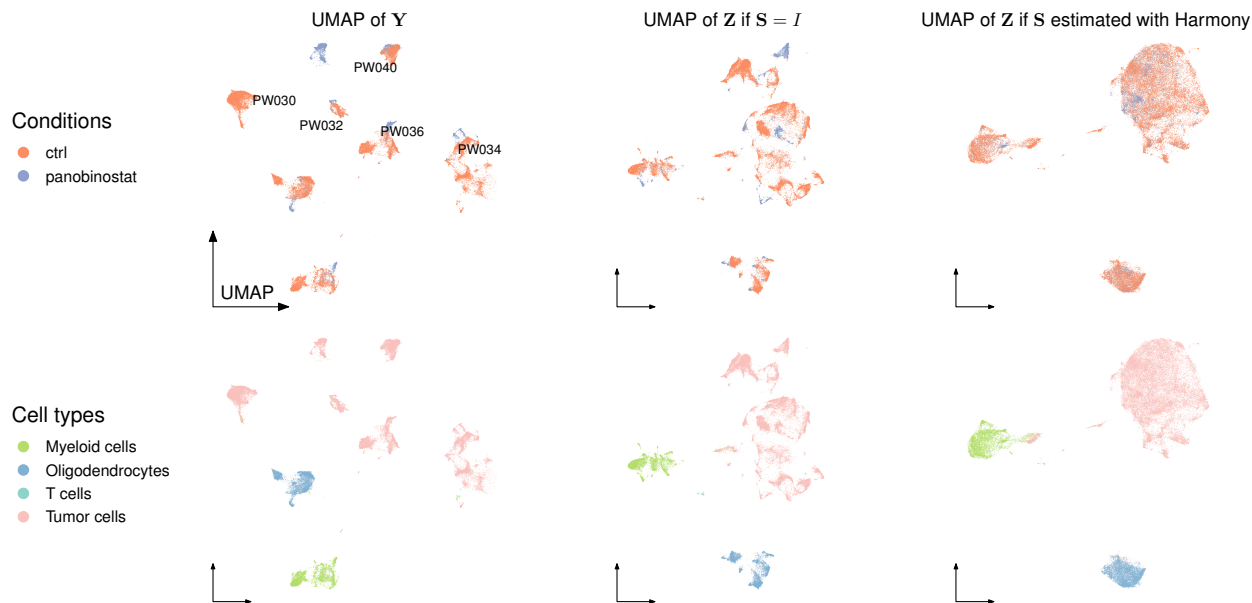 UMAP of Y
UMAP of Z if S = I
UMAP of Z if S estimated with Harmony
Conditions
ctrl
panobinostat
PW040
PW030
PW032
PW036
PW034
UMAP
Cell types
Myeloid cells
Oligodendrocytes
T cells
Tumor cells